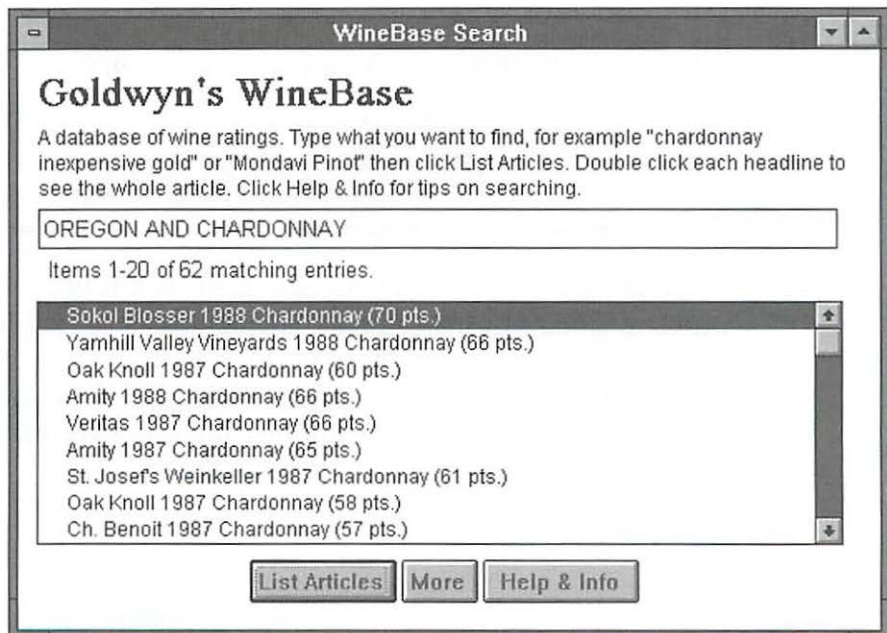 WineBase Search
Goldwyn's WineBase
A database of wine ratings. Type what you want to find, for example "chardonnay
inexpensive gold" or "Mondavi Pinot" then click List Articles. Double click each headline to
see the whole article. Click Help & Info for tips on searching.
OREGON AND CHARDONNAY
Items 1-20 of 62 matching entries.
Sokol Blosser 1988 Chardonnay (70 pts.)
Yamhill Valley Vineyards 1988 Chardonnay (66 pts.)
Oak Knoll 1987 Chardonnay (60 pts.)
Amity 1988 Chardonnay (66 pts.)
Veritas 1987 Chardonnay (66 pts.)
Amity 1987 Chardonnay (65 pts.)
St. Josef's Weinkeller 1987 Chardonnay (61 pts.)
Oak Knoll 1987 Chardonnay (58 pts.)
Ch. Benoit 1987 Chardonnay (57 pts.)
List Articles More Help & Info